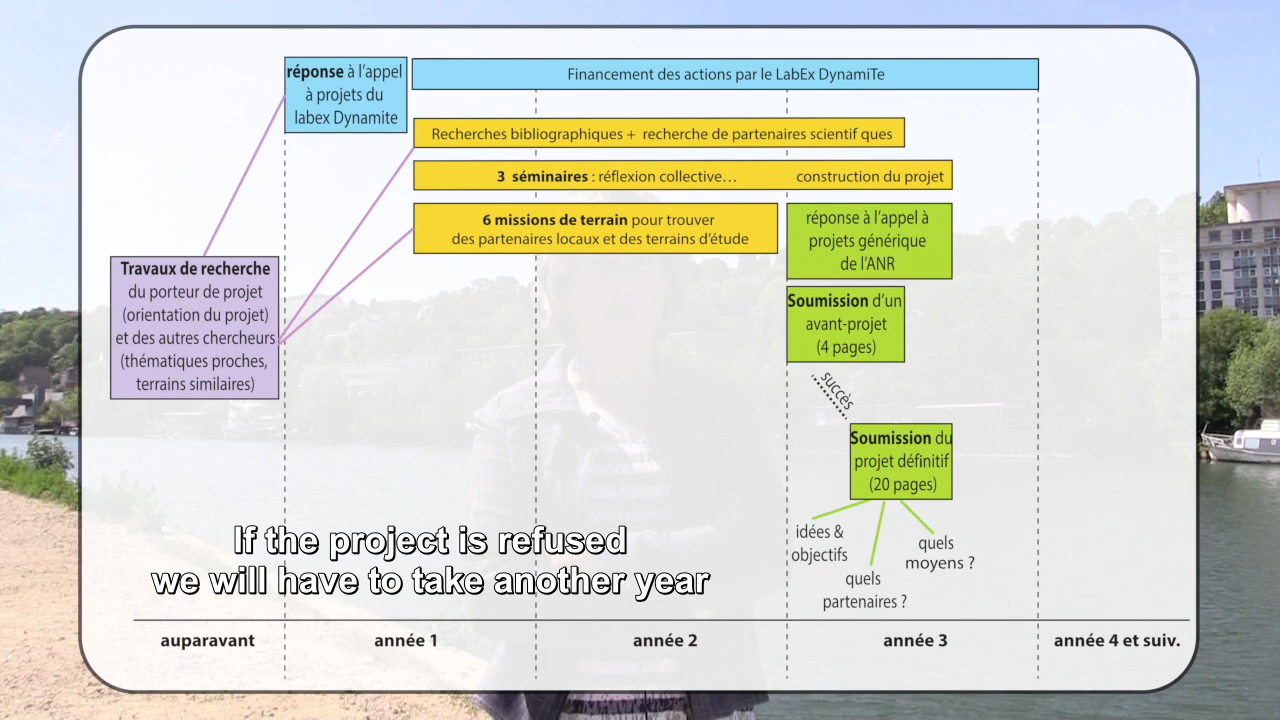 réponse à l'appel
à projets du
labex Dynamite
Financement des actions par le LabEx DynamiTe
Recherches bibliographiques + recherche de partenaires scientif ques
3 séminaires : réflexion collective… construction du projet
6 missions de terrain pour trouver
des partenaires locaux et des terrains d'étude
réponse à l'appel à
projets générique
de l'ANR
Travaux de recherche
du porteur de projet
(orientation du projet)
et des autres chercheurs
(thématiques proches,
terrains similaires)
Soumission d'un
avant-projet
(4 pages)
succès
Soumission du
projet définitif
(20 pages)
idées &
objectifs
quels
partenaires ?
quels
moyens ?
If the project is refused
we will have to take another year
auparavant
année 1
année 2
année 3
année 4 et suiv.